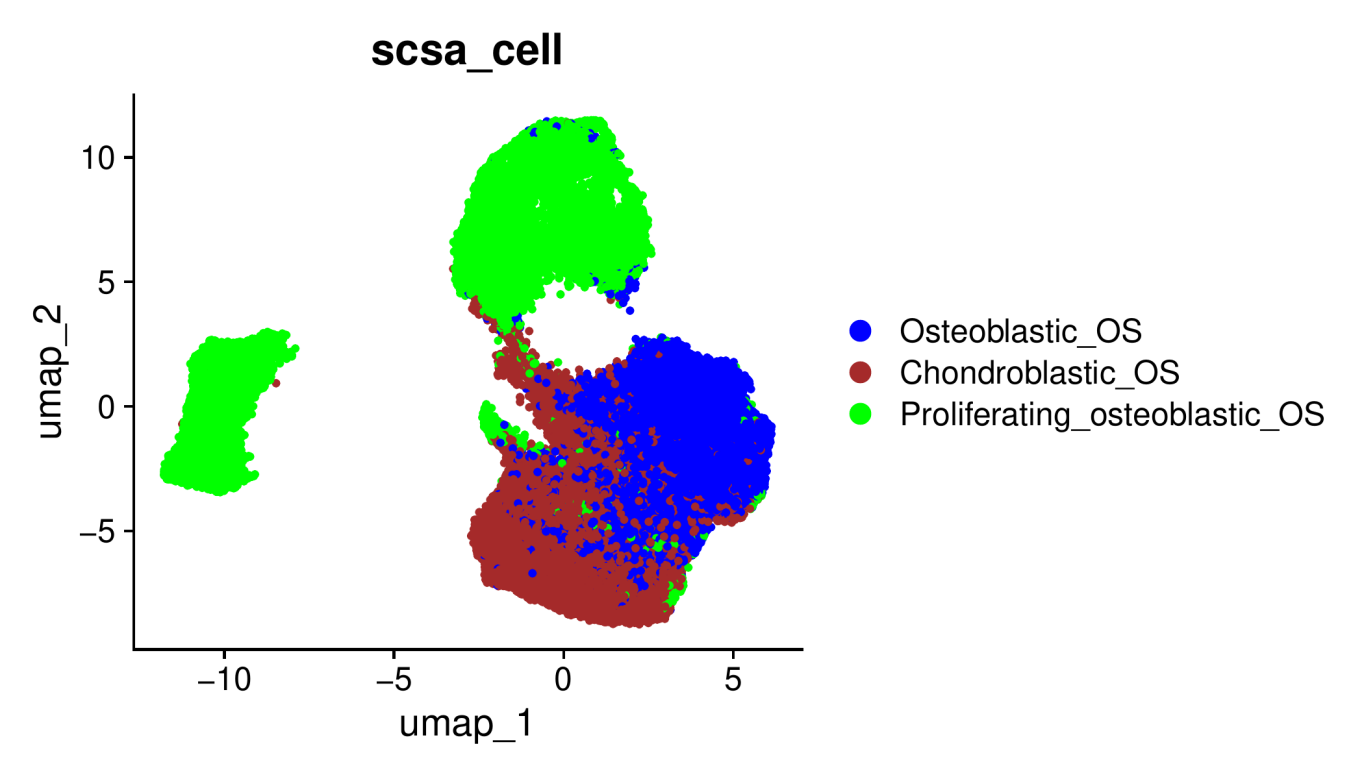 scsa_cell
10
5
0
−5
umap_2
−10
−5
0
5
umap_1
Osteoblastic_OS
Chondroblastic_OS
Proliferating_osteoblastic_OS